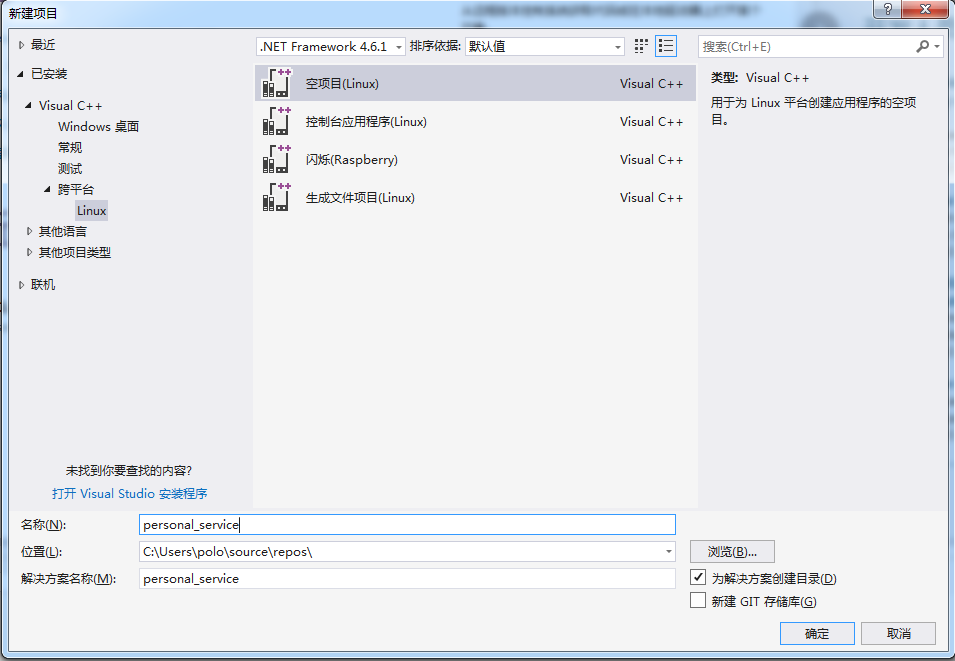 新建项目
最近
已安装
Visual C++
Windows 桌面
常规
测试
跨平台
Linux
其他语言
其他项目类型
联机
未找到你要查找的内容?
打开 Visual Studio 安装程序
.NET Framework 4.6.1 排序依据: 默认值
空项目(Linux) Visual C++
控制台应用程序(Linux) Visual C++
闪烁(Raspberry) Visual C++
生成文件项目(Linux) Visual C++
搜索(Ctrl+E)
类型: Visual C++
用于为 Linux 平台创建应用程序的空项
目。
名称(N): personal_service
位置(L): C:\Users\polo\source\repos\ 浏览(B)...
解决方案名称(M): personal_service
为解决方案创建目录(D)
新建 GIT 存储库(G)
确定 取消